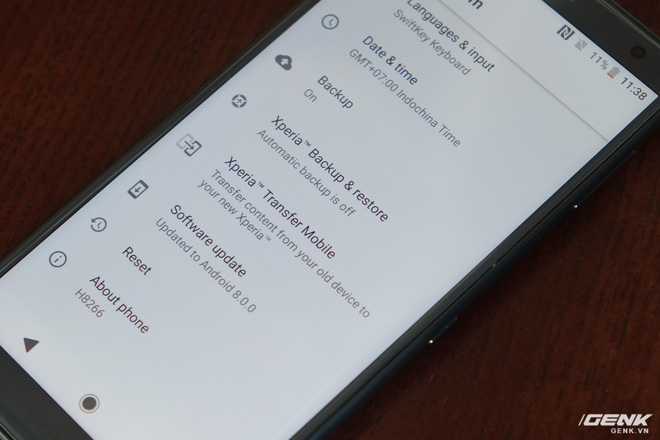 11% 11:38
Languages & input
SwiftKey Keyboard
Date & time
GMT+07:00 Indochina Time
Backup
On
Xperia™ Backup & restore
Automatic backup is off
Xperia™ Transfer Mobile
Transfer content from your old device to
your new Xperia™
Software update
Updated to Android 8.0.0
Reset
About phone
H8266
GENK
GENK.VN